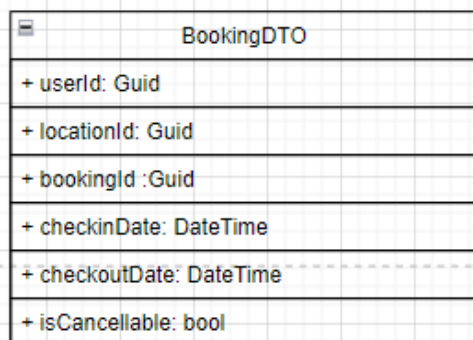 BookingDTO
+ userId: Guid
+ locationId: Guid
+ bookingId :Guid
+ checkinDate: DateTime
+ checkoutDate: DateTime
+ isCancellable: bool